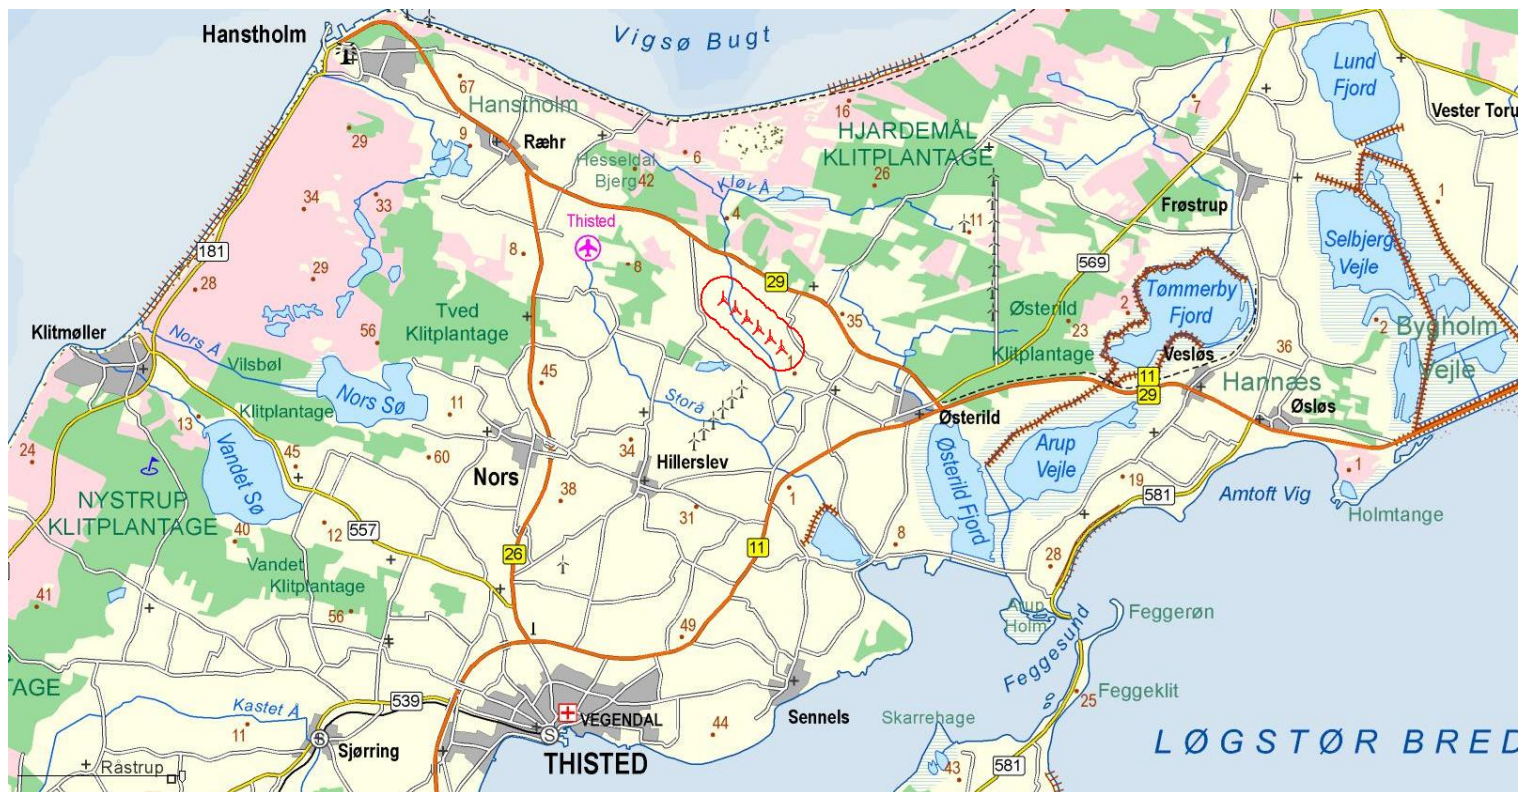 Hanstholm
Vigsø Bugt
Lund
Fjord
Vester Toru
67
Hanstholm
16
7
HJARDEMÅL
KLITPLANTAGE
9
Ræhr
29
6
Hesseldal
Bjerg
42
Kløv Å
26
Frøstrup
1
34
33
Thisted
4
11
181
8
8
569
Selbjerg
Vejle
28
29
29
Tømmerby
Fjord
Tved
Klitplantage
Østerild
Klitplantage
23
2
35
2
Bygholm
Vejle
Klitmøller
Nors Å
56
Vilsbøl
Klitplantage
Vesløs
36
1
11
29
Hannæs
Nors Sø
45
Storå
11
Østerild
Øsløs
13
24
45
Vandet Sø
60
Nors
34
Hillerslev
Østerild Fjord
Arup
Vejle
1
NYSTRUP
KLITPLANTAGE
38
31
1
19
581
Amtoft Vig
Holmtange
40
12
557
26
11
8
28
Vandet
Klitplantage
41
56
49
Arup
Holm
Feggesund
Feggerøn
TAGE
Kastet Å
11
539
VEGENDAL
44
Sennels
25
Feggeklit
Skarrehage
S
Sjørring
S
THISTED
Råstrup
43
581
LØGSTØR BRED